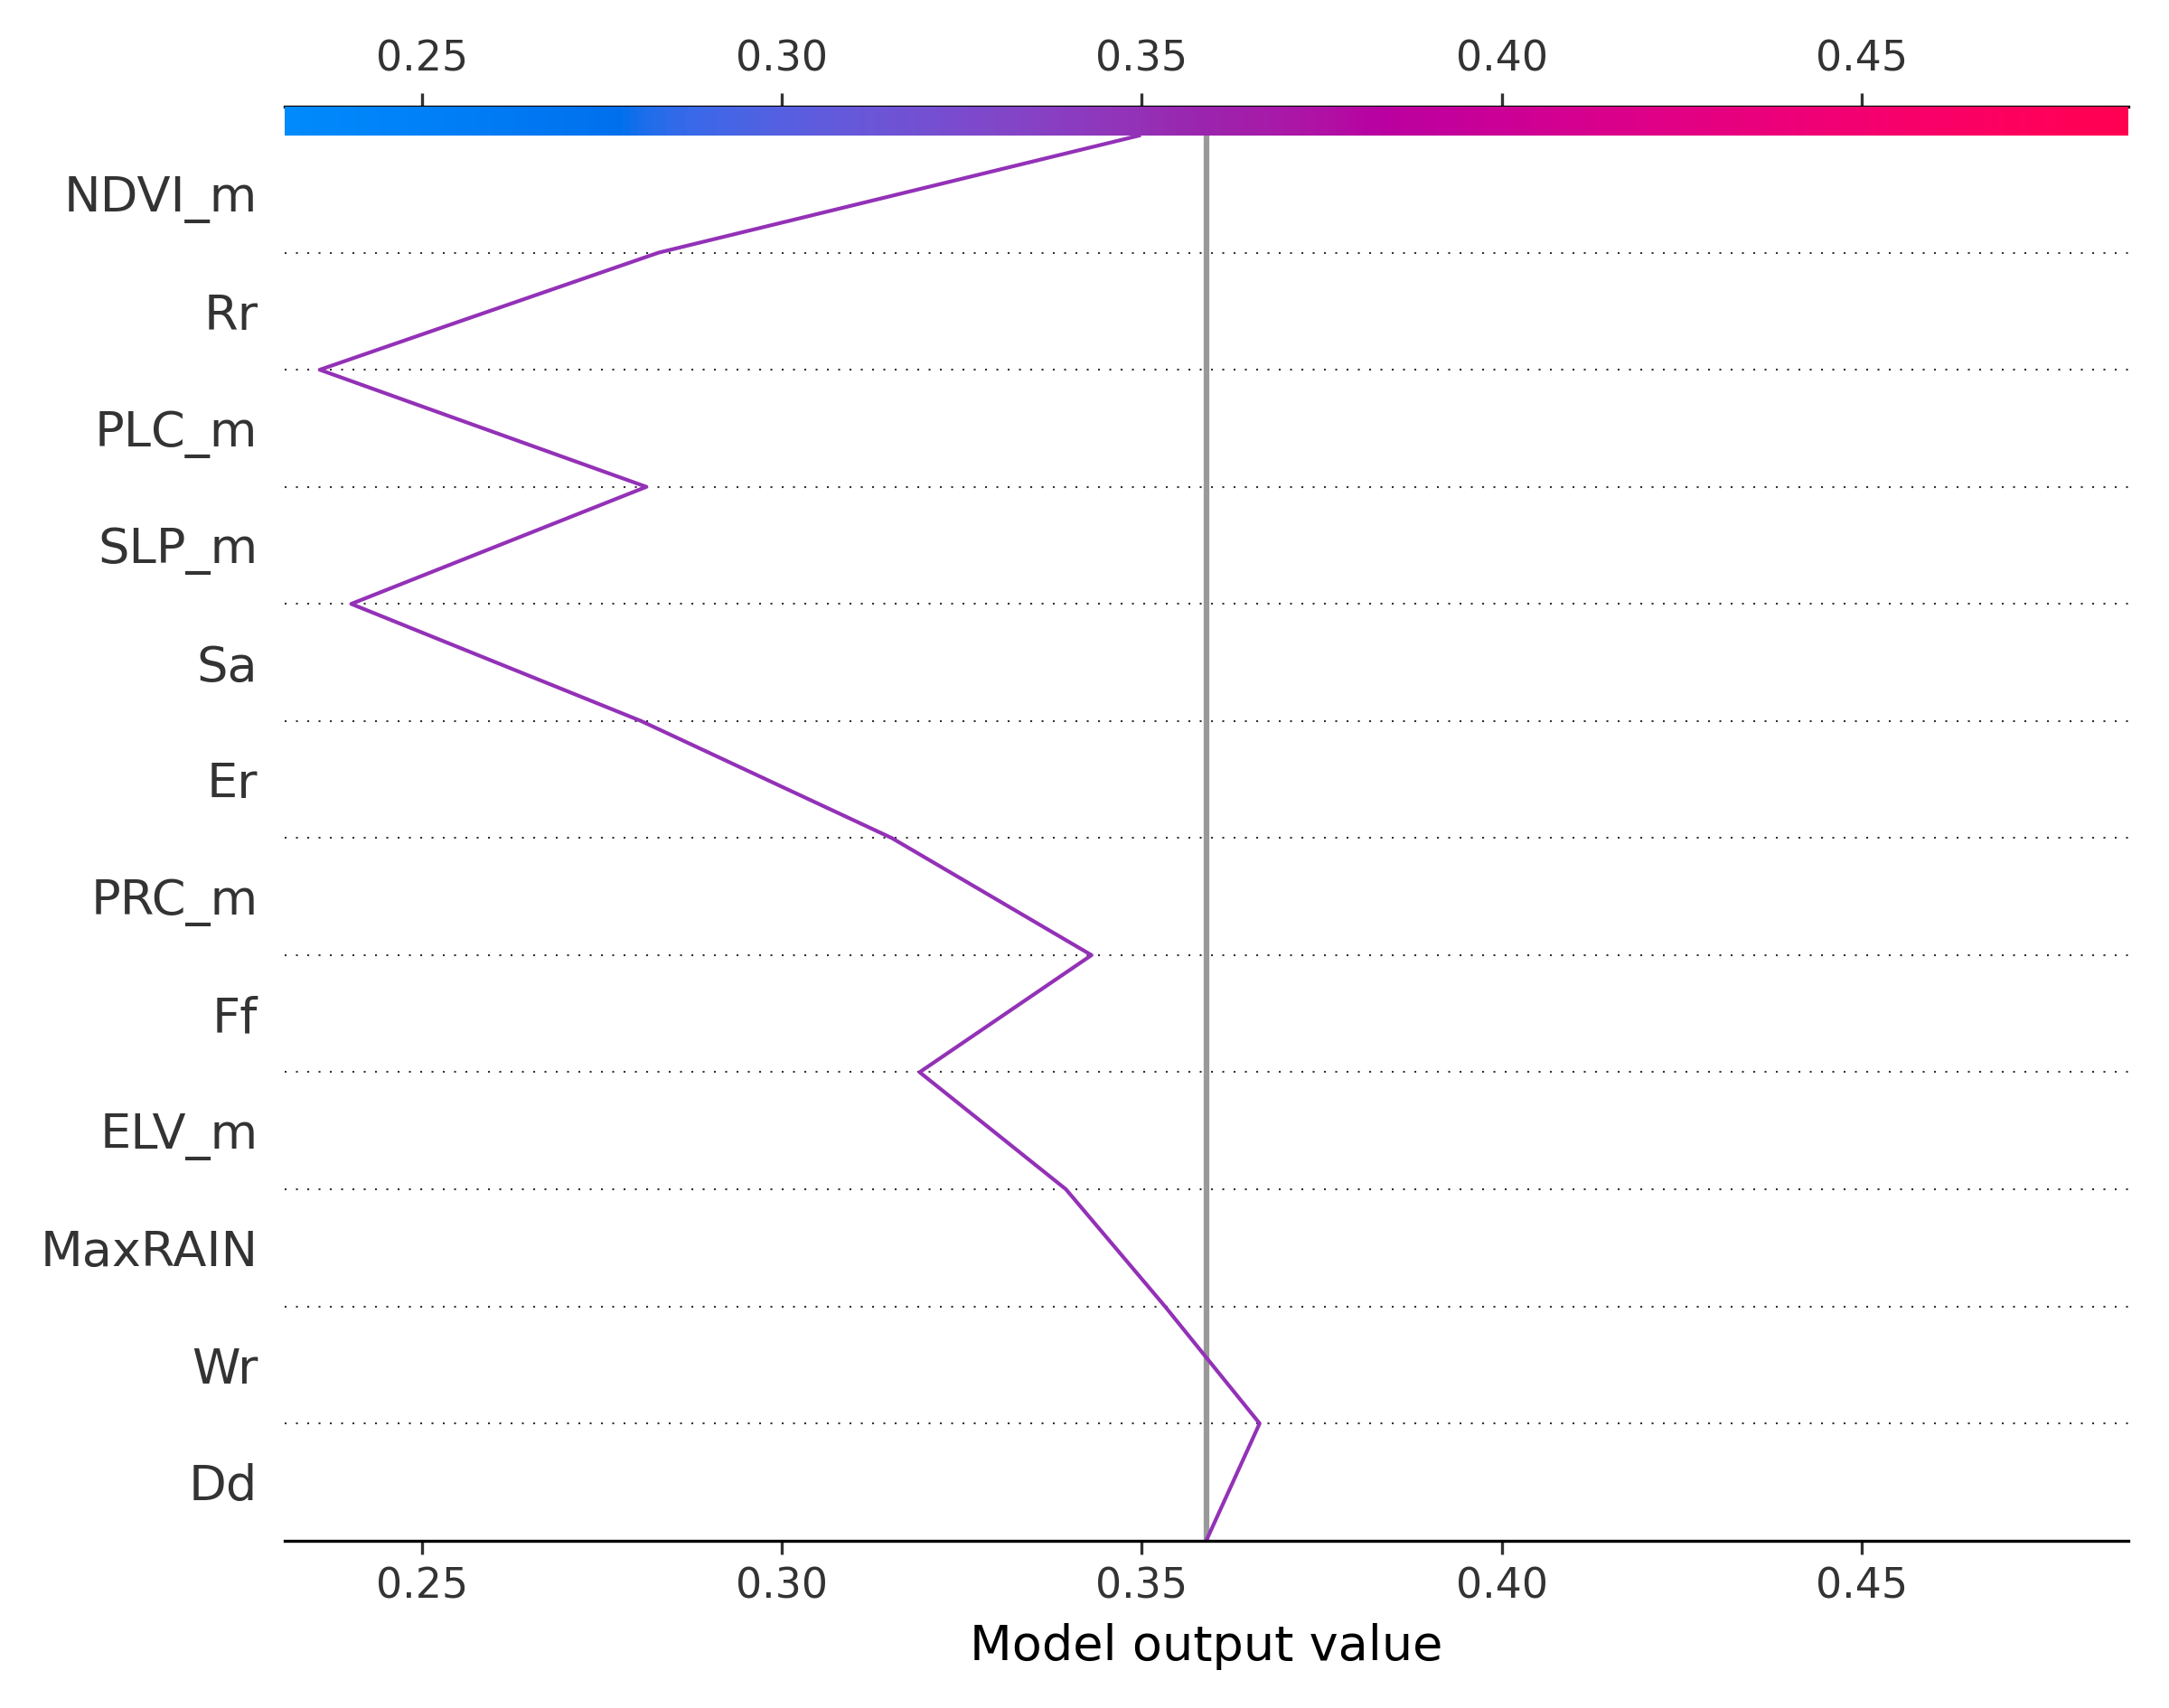 0.25 0.30 0.35 0.40 0.45
NDVI_m
Rr
PLC_m
SLP_m
Sa
Er
PRC_m
Ff
ELV_m
MaxRAIN
Wr
Dd
0.25 0.30 0.35 0.40 0.45
Model output value